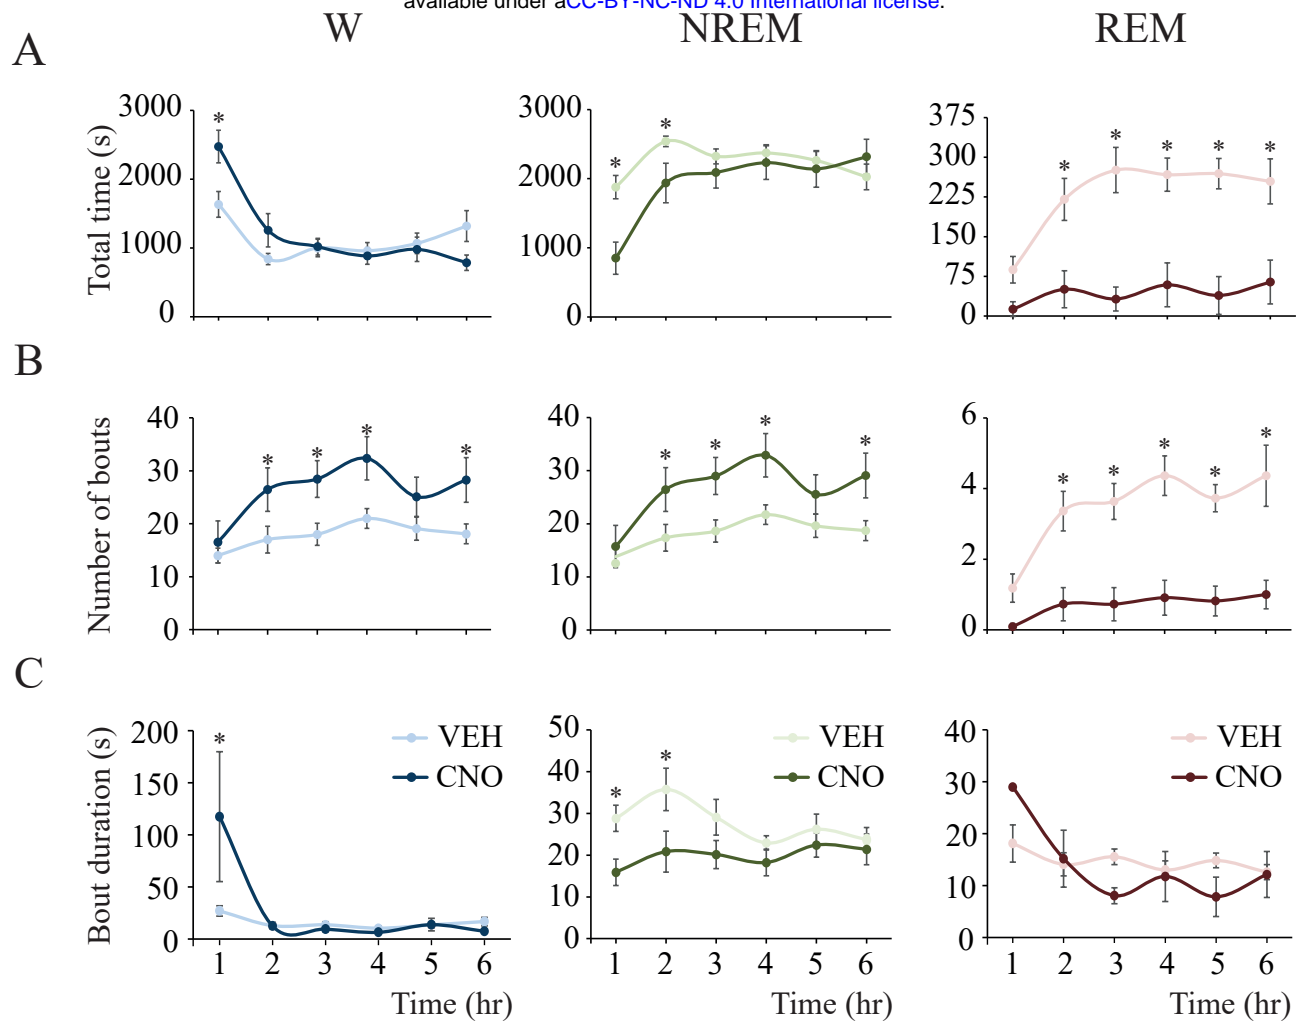 available under aCC-BY-NC-ND 4.0 International license.
W NREM REM
A
Total time (s)
3000 2000 1000 0
* 
3000 2000 1000 0
* *
375 300 225 150 75 0
* * * * *
B
Number of bouts
40 30 20 10 0
* * * *
40 30 20 10 0
* * * *
6 4 2 0
* * * * *
C
Bout duration (s)
200 150 100 50 0
*
VEH
CNO
1 2 3 4 5 6
Time (hr)
50 40 30 20 10 0
* *
VEH
CNO
1 2 3 4 5 6
Time (hr)
40 30 20 10 0
VEH
CNO
1 2 3 4 5 6
Time (hr)